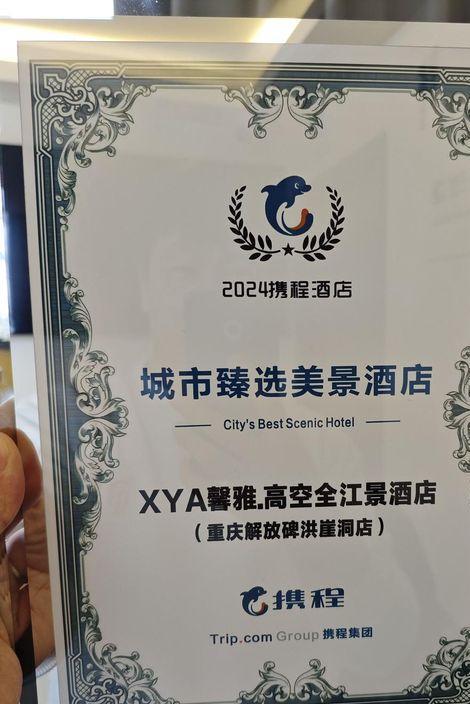 2024携程酒店
城市臻选美景酒店
City's Best Scenic Hotel
XYA馨雅.高空全江景酒店
（重庆解放碑洪崖洞店）
携程
Trip.com Group 携程集团